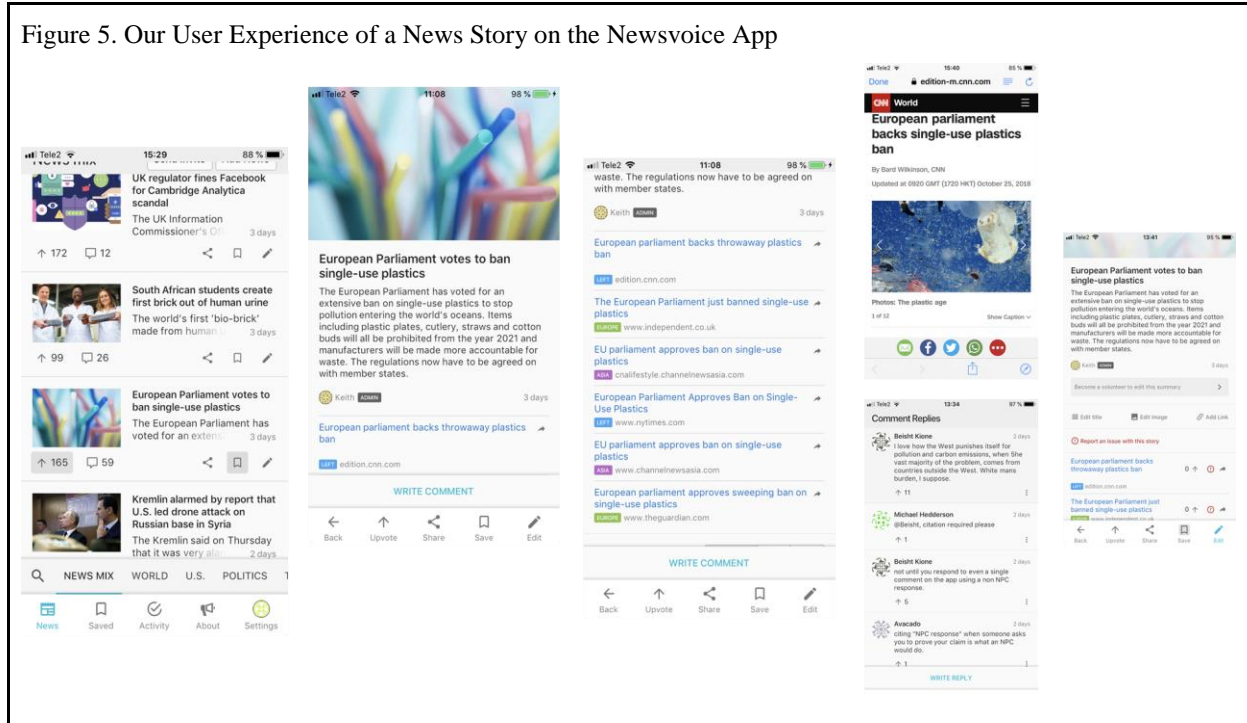 Figure 5. Our User Experience of a News Story on the Newsvoice App
Tele2
15:29
88 %
UK regulator fines Facebook
for Cambridge Analytica
scandal
The UK Information
Commissioner's
3 days
172
12
South African students create
first brick out of human urine
The world's first 'bio-brick'
made from human
3 days
99
26
European Parliament votes to
ban single-use plastics
The European Parliament has
voted for an extens
3 days
165
59
Kremlin alarmed by report that
U.S. led drone attack on
Russian base in Syria
The Kremlin said on Thursday
that it was very
2 days
NEWS MIX WORLD U.S. POLITICS
News Saved Activity About Settings
Tele2
11:08
98 %
European Parliament votes to ban
single-use plastics
The European Parliament has voted for an
extensive ban on single-use plastics to stop
pollution entering the world's oceans. Items
including plastic plates, cutlery, straws and cotton
buds will all be prohibited from the year 2021 and
manufacturers will be made more accountable for
waste. The regulations now have to be agreed on
with member states.
Keith ADMIN
3 days
European parliament backs throwaway plastics
ban
LEFT edition.cnn.com
WRITE COMMENT
Back Upvote Share Save Edit
Tele2
11:08
98 %
waste. The regulations now have to be agreed on
with member states.
Keith ADMIN
3 days
European parliament backs throwaway plastics
ban
LEFT edition.cnn.com
The European Parliament just banned single-use
plastics
EUROPE www.independent.co.uk
EU parliament approves ban on single-use
plastics
ASIA cnalifestyle.channelnewsasia.com
European Parliament Approves Ban on Single-
Use Plastics
LEFT www.nytimes.com
EU parliament approves ban on single-use
plastics
ASIA www.channelnewsasia.com
European parliament approves sweeping ban on
single-use plastics
EUROPE www.theguardian.com
WRITE COMMENT
Back Upvote Share Save Edit
Tele2
15:40
85 %
Done
edition-m.cnn.com
CNN World
European parliament
backs single-use plastics
ban
By Bard Wilkinson, CNN
Updated at 0920 GMT (1720 HKT) October 25, 2018
Photos: The plastic age
1 of 12
Show Caption
Tele2
13:34
97 %
Comment Replies
Beisht Kione
2 days
I love how the West punishes itself for
pollution and carbon emissions, when She
vast majority of the problem, comes from
countries outside the West. White mans
burden, I suppose.
11
Michael Hedderson
2 days
@Beisht, citation required please
1
Beisht Kione
2 days
not until you respond to even a single
comment on the app using a non NPC
response.
5
Avacado
2 days
citing "NPC response" when someone asks
you to prove your claim is what an NPC
would do.
1
WRITE REPLY
Tele2
13:41
95 %
European Parliament votes to ban
single-use plastics
The European Parliament has voted for an
extensive ban on single-use plastics to stop
pollution entering the world's oceans. Items
including plastic plates, cutlery, straws and cotton
buds will all be prohibited from the year 2021 and
manufacturers will be made more accountable for
waste. The regulations now have to be agreed on
with member states.
Keith ADMIN
3 days
Become a volunteer to edit this summary
Edit title Edit image Add Link
Report an issue with this story
European parliament backs
throwaway plastics ban
0
LEFT edition.cnn.com
The European Parliament just
banned single-use plastics
0
www.independent.co.uk
Back Upvote Share Save Edit